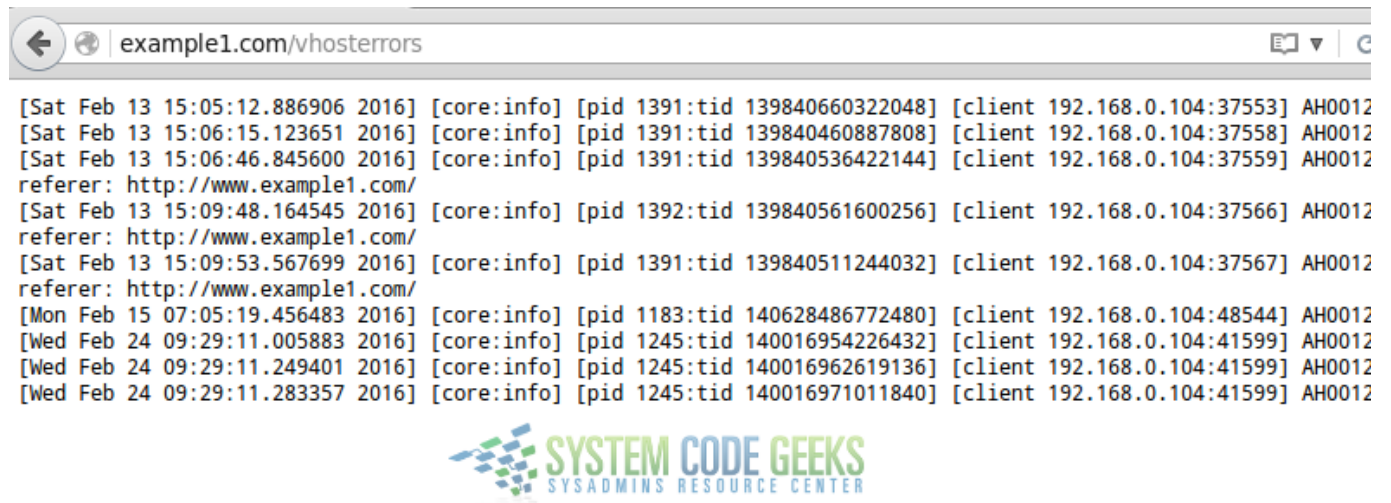 example1.com/vhosterrors
[Sat Feb 13 15:05:12.886906 2016] [core:info] [pid 1391:tid 139840660322048] [client 192.168.0.104:37553] AH0012
[Sat Feb 13 15:06:15.123651 2016] [core:info] [pid 1391:tid 139840460887808] [client 192.168.0.104:37558] AH0012
[Sat Feb 13 15:06:46.845600 2016] [core:info] [pid 1391:tid 139840536422144] [client 192.168.0.104:37559] AH0012
referer: http://www.example1.com/
[Sat Feb 13 15:09:48.164545 2016] [core:info] [pid 1392:tid 139840561600256] [client 192.168.0.104:37566] AH0012
referer: http://www.example1.com/
[Sat Feb 13 15:09:53.567699 2016] [core:info] [pid 1391:tid 139840511244032] [client 192.168.0.104:37567] AH0012
referer: http://www.example1.com/
[Mon Feb 15 07:05:19.456483 2016] [core:info] [pid 1183:tid 140628486772480] [client 192.168.0.104:48544] AH0012
[Wed Feb 24 09:29:11.005883 2016] [core:info] [pid 1245:tid 140016954226432] [client 192.168.0.104:41599] AH0012
[Wed Feb 24 09:29:11.249401 2016] [core:info] [pid 1245:tid 140016962619136] [client 192.168.0.104:41599] AH0012
[Wed Feb 24 09:29:11.283357 2016] [core:info] [pid 1245:tid 140016971011840] [client 192.168.0.104:41599] AH0012
SYSTEM CODE GEEKS
SYSADMINS RESOURCE CENTER